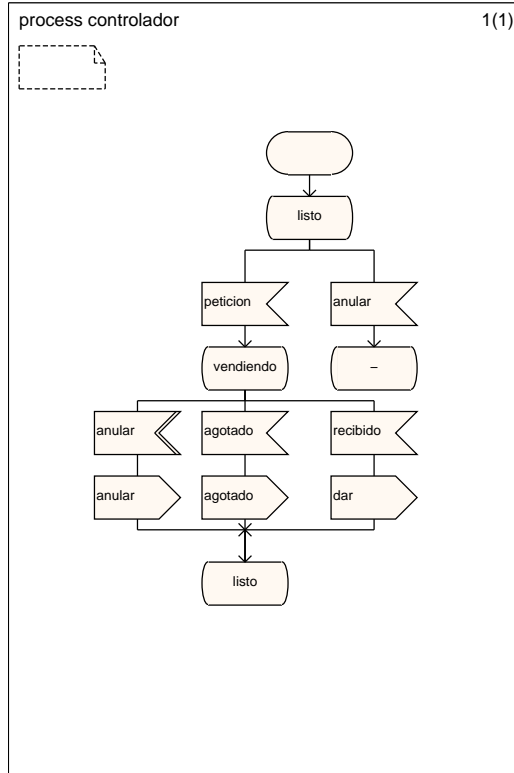 process controlador 1(1)
listo
peticion anular
vendiendo –
anular agotado recibido
anular agotado dar
listo